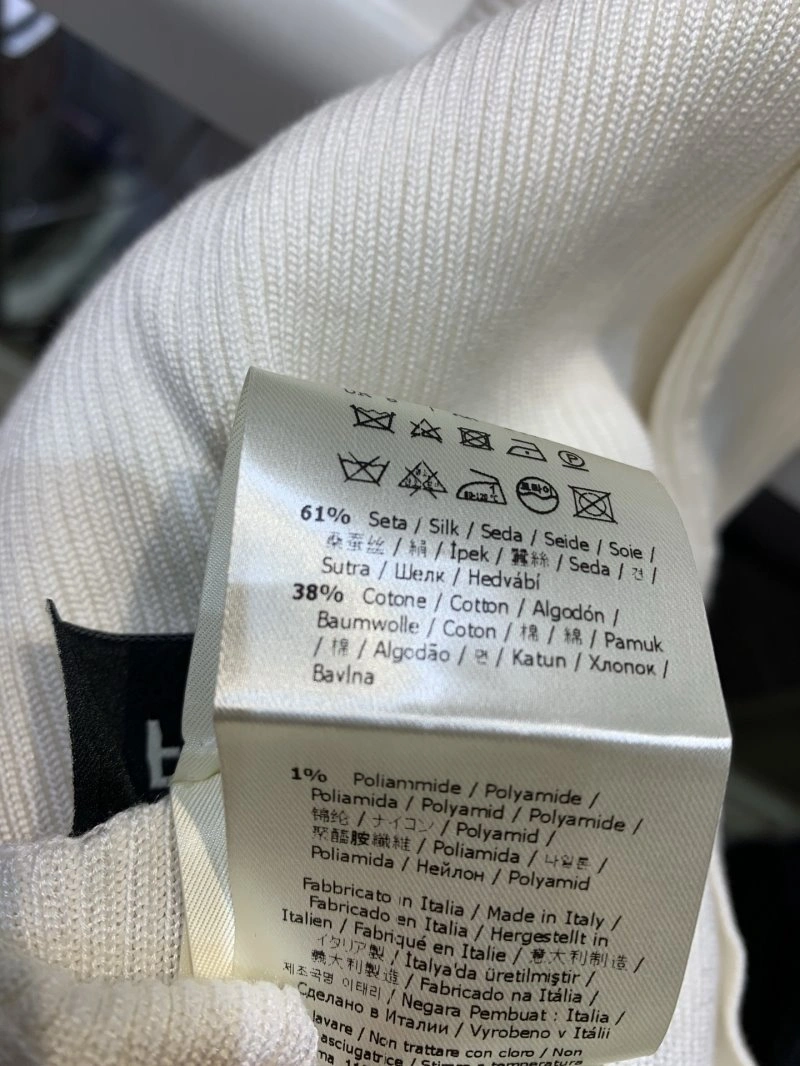 61% Seta / Silk / Seda / Seide / Soie /
桑蚕丝 / 絹 / İpek / 蠶絲 / Seda / 견 /
Sutra / Шелк / Hedvábí
38% Cotone / Cotton / Algodón /
Baumwolle / Coton / 棉 / 綿 / Pamuk
/ 棉 / Algodão / 면 / Katun / Хлопок /
Bavlna
1% Poliammide / Polyamide /
Poliamida / Polyamid / Polyamide /
锦纶 / ナイロン / Polyamid /
聚醯胺纖維 / Poliamida / 나일론 /
Poliamida / Нейлон / Polyamid
Fabbricato in Italia / Made in Italy /
Fabricado en Italia / Hergestellt in
Italien / Fabriqué en Italie / 意大利制造 /
イタリア製 / İtalya'da üretilmiştir /
義大利製造 / Fabricado na Itália /
제조국명 이태리 / Negara Pembuat : Italia /
Сделано в Италии / Vyrobeno v Itálii
lavare / Non trattare con cloro / Non
asciugatrice / temperatura